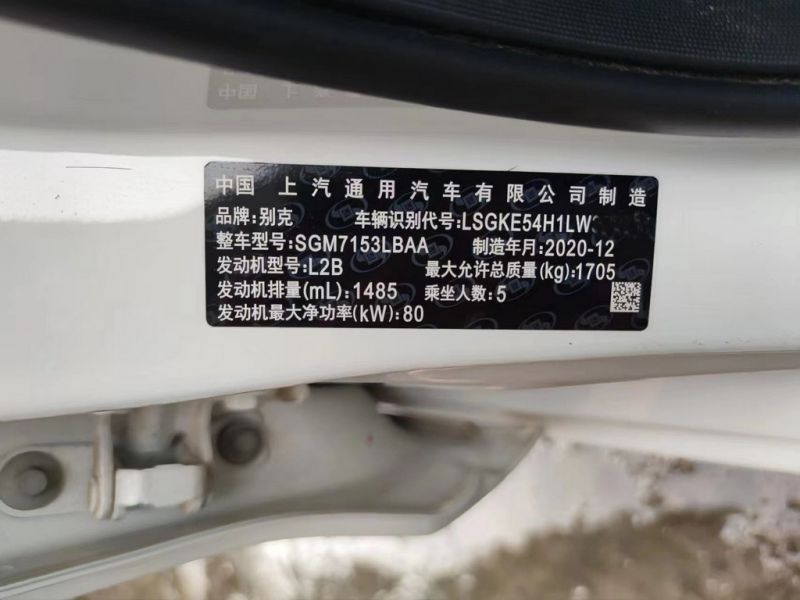 中国 上汽通用汽车有限公司制造
品牌:别克 车辆识别代号:LSGKE54H1LW
整车型号:SGM7153LBAA 制造年月:2020-12
发动机型号:L2B 最大允许总质量(kg):1705
发动机排量(mL):1485 乘坐人数:5
发动机最大净功率(kW):80